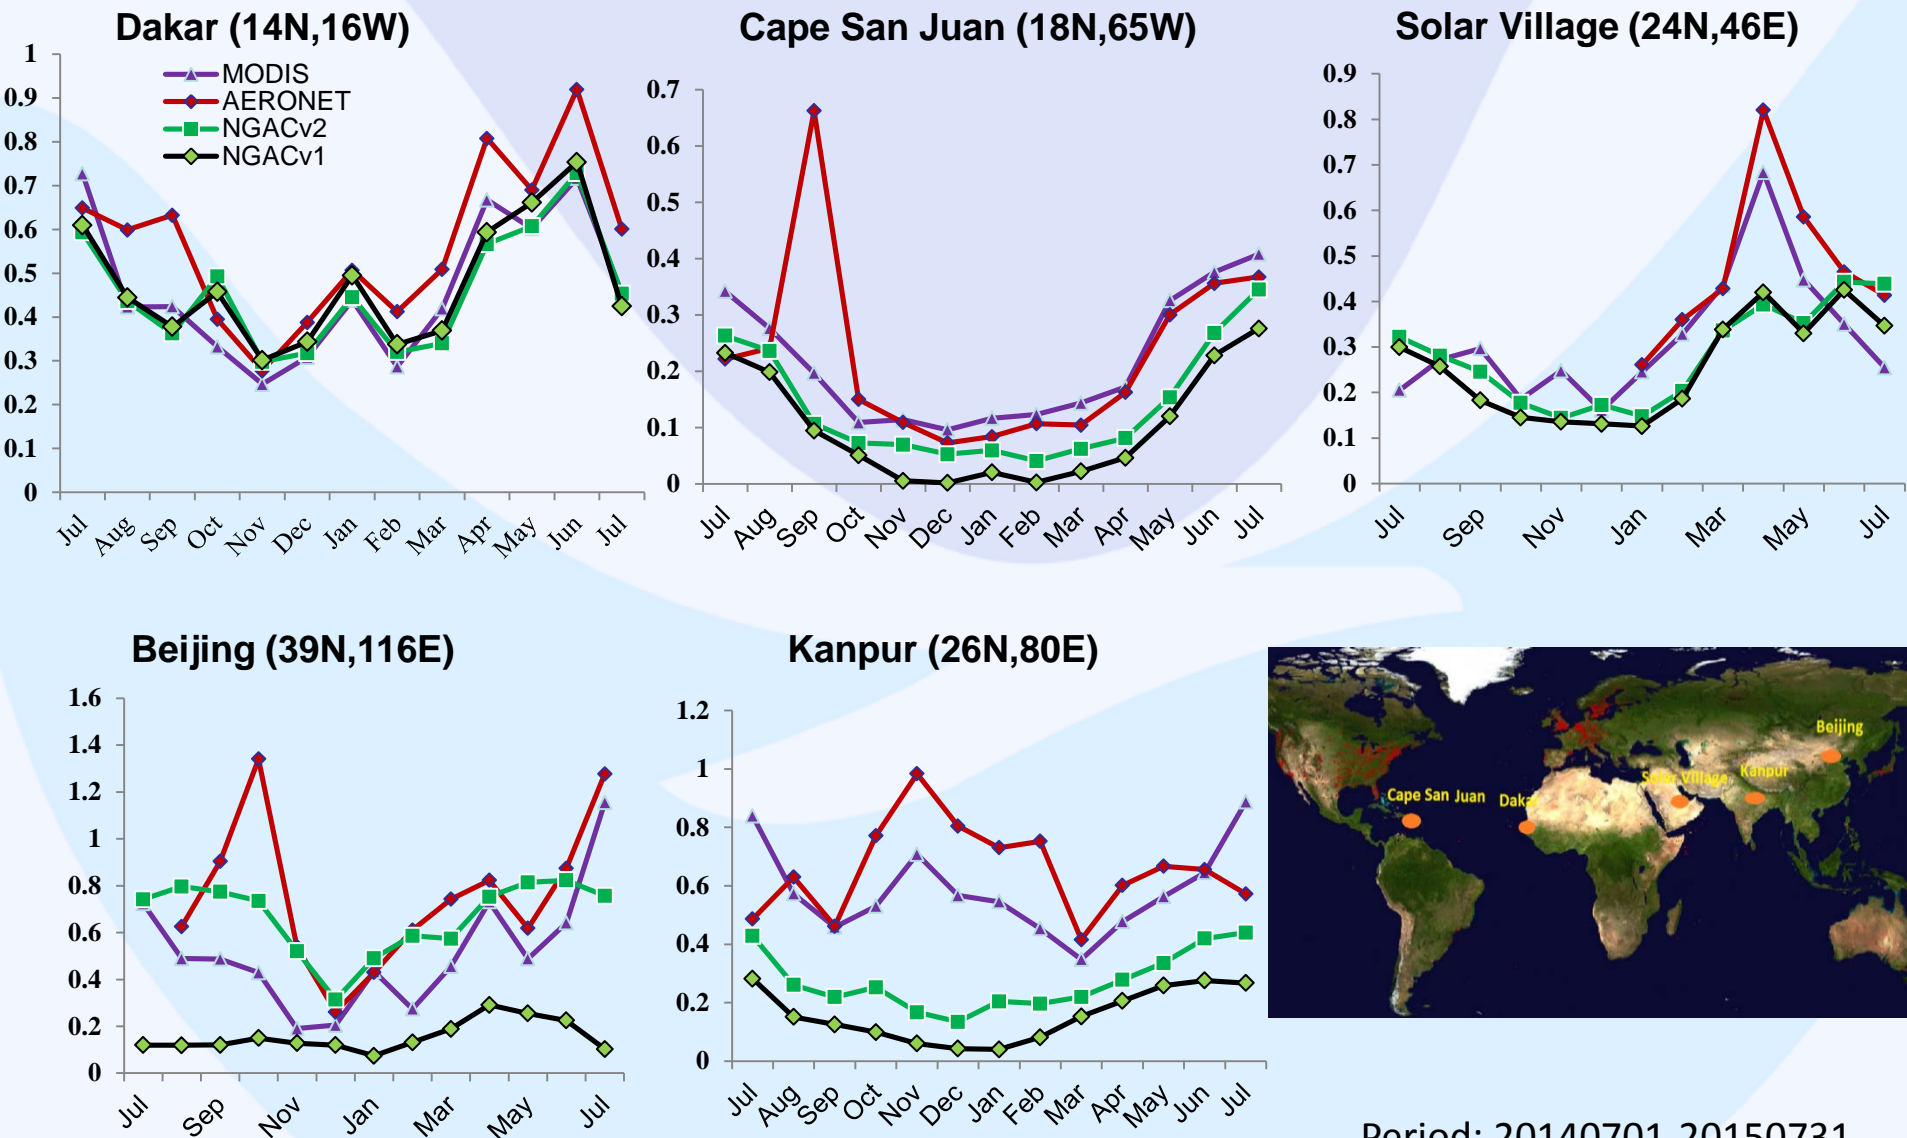 Dakar (14N,16W)
1
0.9
0.8
0.7
0.6
0.5
0.4
0.3
0.2
0.1
0
MODIS
AERONET
NGACv2
NGACv1
Jul Aug Sep Oct Nov Dec Jan Feb Mar Apr May Jun Jul
Cape San Juan (18N,65W)
0.7
0.6
0.5
0.4
0.3
0.2
0.1
0
Jul Aug Sep Oct Nov Dec Jan Feb Mar Apr May Jun Jul
Solar Village (24N,46E)
0.9
0.8
0.7
0.6
0.5
0.4
0.3
0.2
0.1
0
Jul Sep Nov Jan Mar May Jul
Beijing (39N,116E)
1.6
1.4
1.2
1
0.8
0.6
0.4
0.2
0
Jul Sep Nov Jan Mar May Jul
Kanpur (26N,80E)
1.2
1
0.8
0.6
0.4
0.2
0
Jul Aug Sep Oct Nov Dec Jan Feb Mar Apr May Jun Jul
Beijing
Solar Village Kanpur
Cape San Juan Dakar
Period: 20140701-20150731